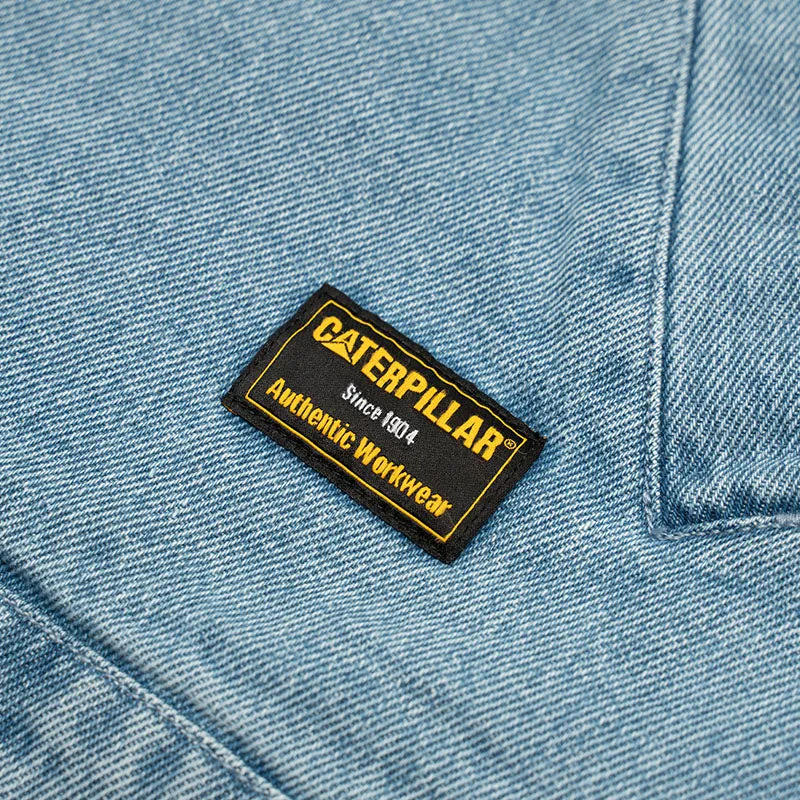 CATERPILLAR®
Since 1904
Authentic Workwear